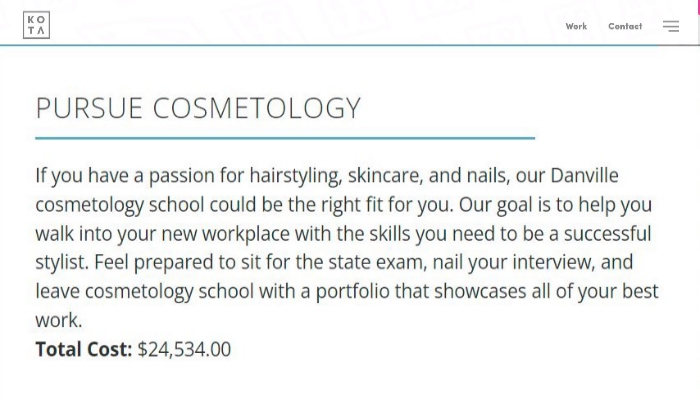 KO
TA
Work Contact
PURSUE COSMETOLOGY
If you have a passion for hairstyling, skincare, and nails, our Danville
cosmetology school could be the right fit for you. Our goal is to help you
walk into your new workplace with the skills you need to be a successful
stylist. Feel prepared to sit for the state exam, nail your interview, and
leave cosmetology school with a portfolio that showcases all of your best
work.
Total Cost: $24,534.00